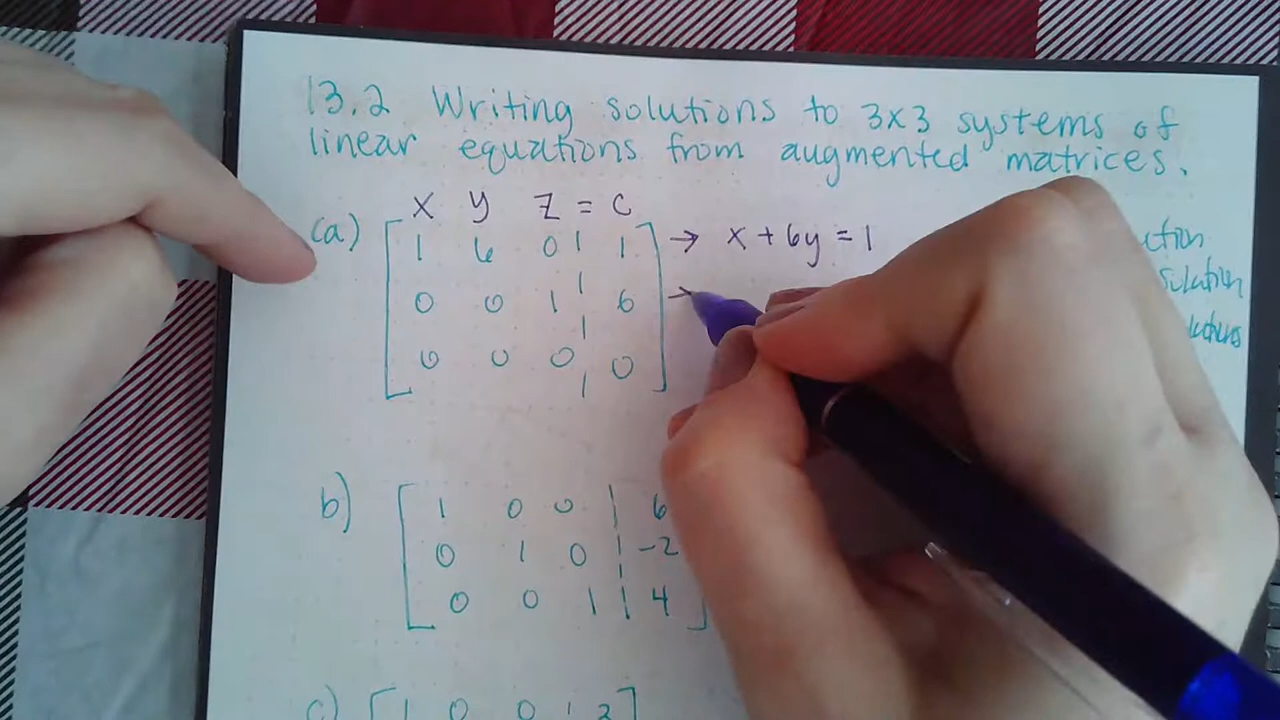 13.2 Writing solutions to 3x3 systems of
linear equations from augmented matrices.
x y z = c
(a) [ 1 6 0 | 1 ] → x + 6y = 1
0 0 1 | 6 →
0 0 0 | 0
b) [ 1 0 0 | 6
0 1 0 | -2
0 0 1 | 4 ]
c) [ 1 0 0 | 2 ]